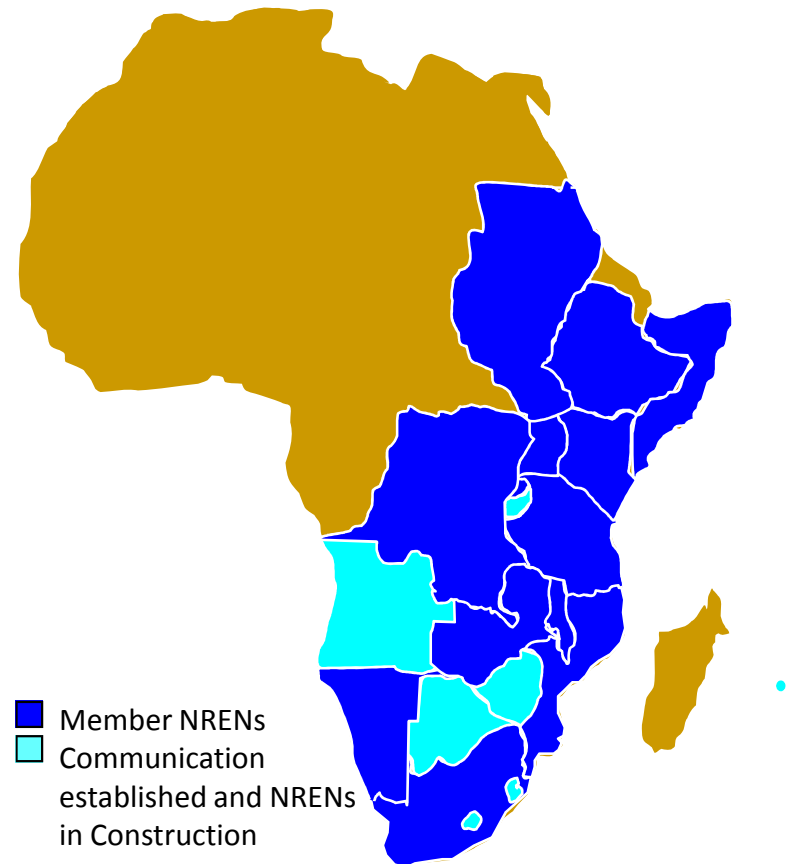 Member NRENs
Communication
established and NRENs
in Construction